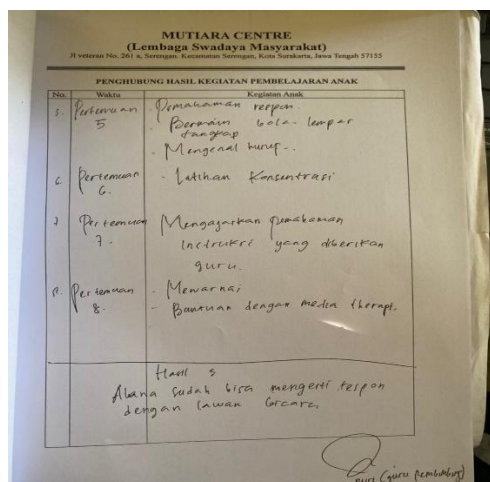 MUTIARA CENTRE
(Lembaga Swadaya Masyarakat)
Jl veteran No. 261 a, Serengan. Kecamatan Serengan, Kota Surakarta, Jawa Tengah 57155
PENGHUBUNG HASIL KEGIATAN PEMBELAJARAN ANAK
No. Waktu Kegiatan Anak
5. Pertemuan 5 - Pemahaman respon.
- Bermain bola lempar tangkap
- Mengenal huruf..
6. Pertemuan 6. - Latihan Konsentrasi
7 Pertemuan 7. Mengajarkan pemahaman
Instruksi yang diberikan
guru.
8. Pertemuan 8. - Mewarnai
- Bantuan dengan media therapi.
Hasil :
sudah bisa mengerti respon
dengan lawan bicara
(guru pembimbing)